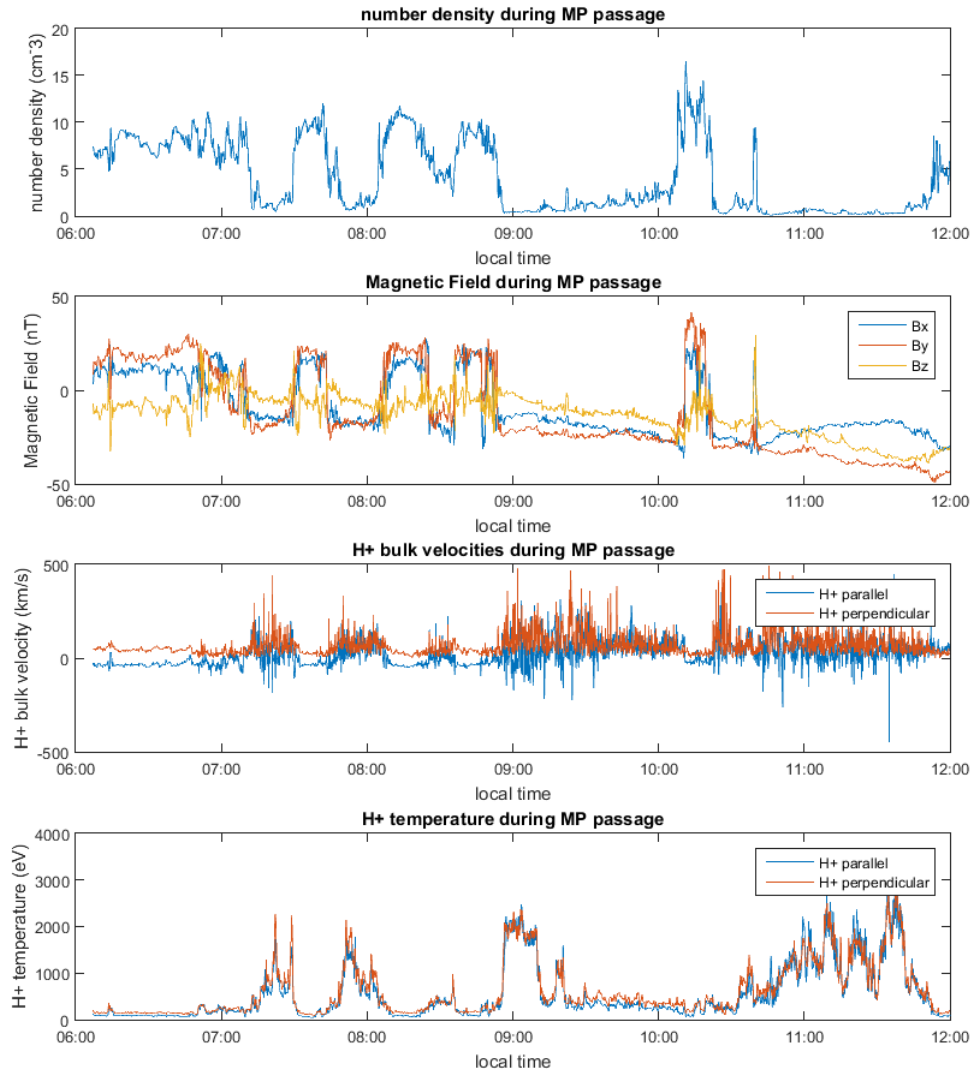 number density during MP passage
number density (cm-3)
20
15
10
5
0
06:00 07:00 08:00 09:00 10:00 11:00 12:00
local time
Magnetic Field during MP passage
Magnetic Field (nT)
50
0
-50
Bx
By
Bz
06:00 07:00 08:00 09:00 10:00 11:00 12:00
local time
H+ bulk velocities during MP passage
H+ bulk velocity (km/s)
500
0
-500
H+ parallel
H+ perpendicular
06:00 07:00 08:00 09:00 10:00 11:00 12:00
local time
H+ temperature during MP passage
H+ temperature (eV)
4000
3000
2000
1000
0
H+ parallel
H+ perpendicular
06:00 07:00 08:00 09:00 10:00 11:00 12:00
local time